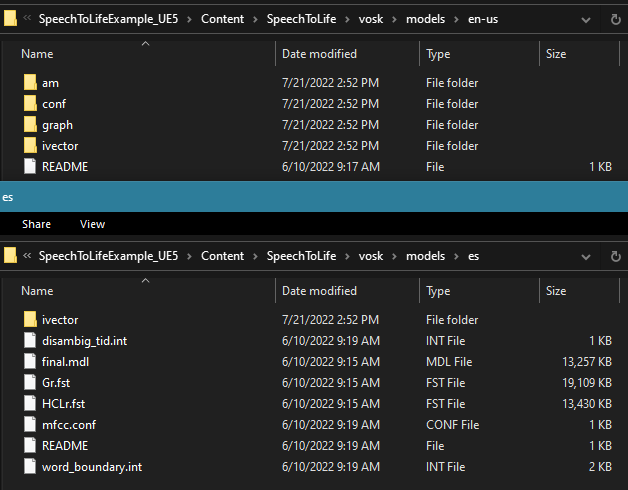 « SpeechToLifeExample_UE5 > Content > SpeechToLife > vosk > models > en-us
Name Date modified Type Size
am 7/21/2022 2:52 PM File folder
conf 7/21/2022 2:52 PM File folder
graph 7/21/2022 2:52 PM File folder
ivector 7/21/2022 2:52 PM File folder
README 6/10/2022 9:17 AM File 1 KB
es
Share View
« SpeechToLifeExample_UE5 > Content > SpeechToLife > vosk > models > es
Name Date modified Type Size
ivector 7/21/2022 2:52 PM File folder
disambig_tid.int 6/10/2022 9:19 AM INT File 1 KB
final.mdl 6/10/2022 9:15 AM MDL File 13,257 KB
Gr.fst 6/10/2022 9:15 AM FST File 19,109 KB
HCLr.fst 6/10/2022 9:15 AM FST File 13,430 KB
mfcc.conf 6/10/2022 9:19 AM CONF File 1 KB
README 6/10/2022 9:19 AM File 1 KB
word_boundary.int 6/10/2022 9:19 AM INT File 2 KB